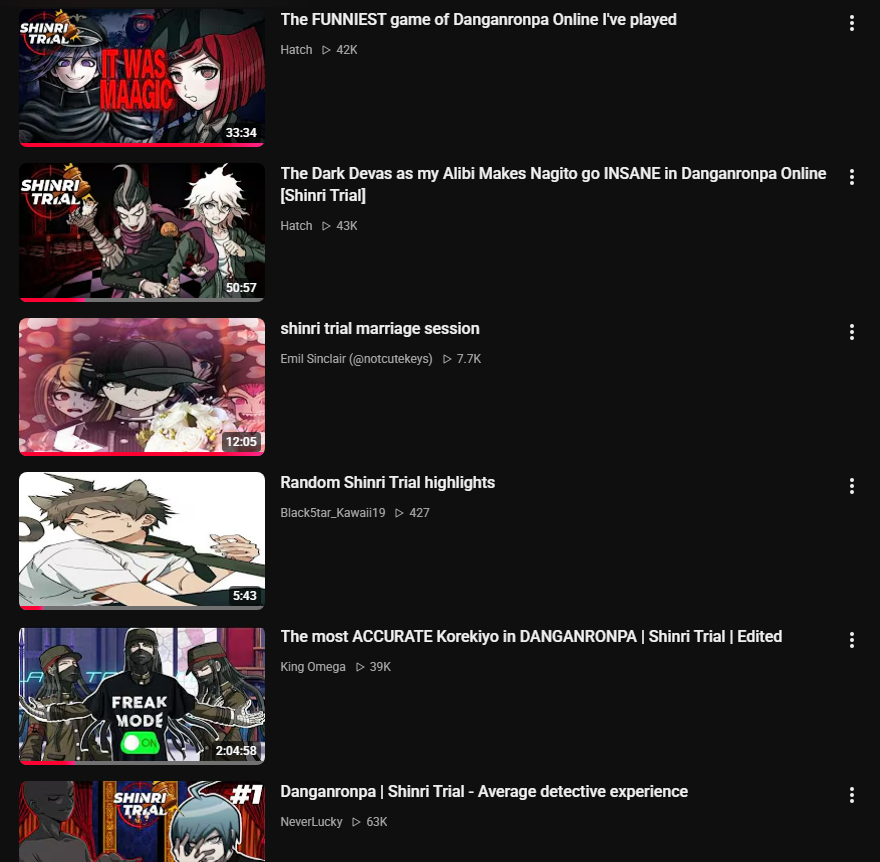 SHINRI
TRIAL
IT WAS
MAAGIC
33:34
The FUNNIEST game of Danganronpa Online I've played
Hatch 42K
SHINRI
TRIAL
50:57
The Dark Devas as my Alibi Makes Nagito go INSANE in Danganronpa Online
[Shinri Trial]
Hatch 43K
12:05
shinri trial marriage session
Emil Sinclair (@notcutekeys) 7.7K
5:43
Random Shinri Trial highlights
Black5tar_Kawaii19 427
FREAK
MODE
ON
2:04:58
The most ACCURATE Korekiyo in DANGANRONPA | Shinri Trial | Edited
King Omega 39K
SHINRI
TRIAL
#1
Danganronpa | Shinri Trial - Average detective experience
NeverLucky 63K